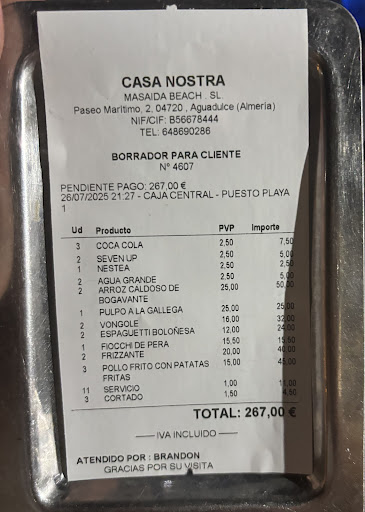 CASA NOSTRA
MASAIDA BEACH . SL
Paseo Marítimo, 2. 04720 , Aguadulce (Almería)
NIF/CIF: B56678444
TEL: 648690286
BORRADOR PARA CLIENTE
Nº 4607
PENDIENTE PAGO: 267,00 €
26/07/2025 21:27 - CAJA CENTRAL - PUESTO PLAYA
1
Ud Producto PVP Importe
3 COCA COLA 2,50 7,50
2 SEVEN UP 2,50 5,00
1 NESTEA 2,50 2,50
2 AGUA GRANDE 2,50 5,00
2 ARROZ CALDOSO DE 25,00 50,00
BOGAVANTE
1 PULPO A LA GALLEGA 25,00 25,00
2 VONGOLE 16,00 32,00
2 ESPAGUETTI BOLOÑESA 12,00 24,00
1 FIOCCHI DE PERA 15,50 15,50
2 FRIZZANTE 20,00 40,00
3 POLLO FRITO CON PATATAS 15,00 45,00
FRITAS
11 SERVICIO 1,00 11,00
3 CORTADO 1,50 4,50
TOTAL: 267,00 €
IVA INCLUIDO
ATENDIDO POR : BRANDON
GRACIAS POR SU VISITA